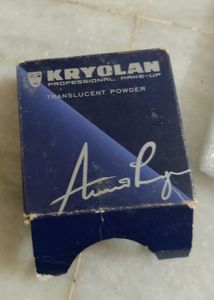 KRYOLAN
PROFESSIONAL MAKE-UP
TRANSLUCENT POWDER